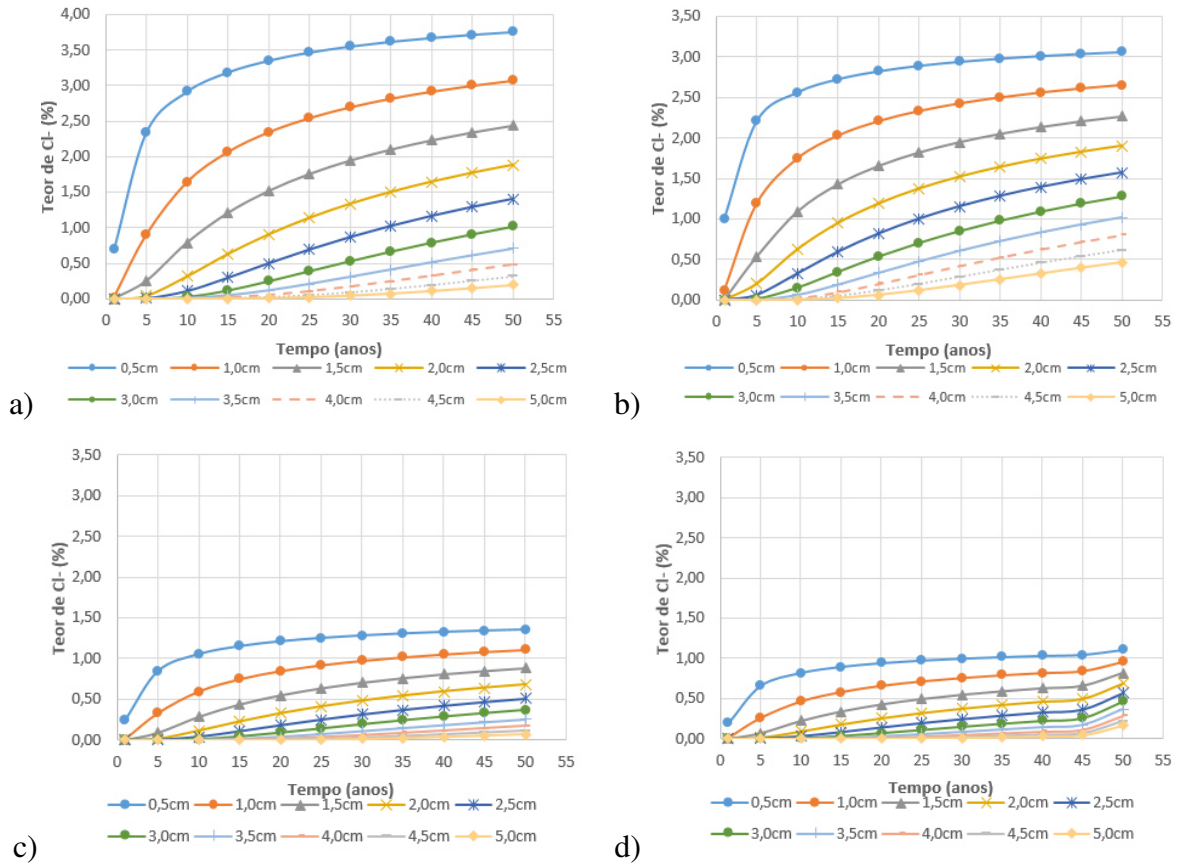 4,00
3,50
3,00
2,50
2,00
1,50
1,00
0,50
0,00
Teor de Cl- (%)
0 5 10 15 20 25 30 35 40 45 50 55
Tempo (anos)
0,5cm 1,0cm 1,5cm 2,0cm 2,5cm
3,0cm 3,5cm 4,0cm 4,5cm 5,0cm
a)
3,50
3,00
2,50
2,00
1,50
1,00
0,50
0,00
Teor de Cl- (%)
0 5 10 15 20 25 30 35 40 45 50 55
Tempo (anos)
0,5cm 1,0cm 1,5cm 2,0cm 2,5cm
3,0cm 3,5cm 4,0cm 4,5cm 5,0cm
b)
3,50
3,00
2,50
2,00
1,50
1,00
0,50
0,00
Teor de Cl- (%)
0 5 10 15 20 25 30 35 40 45 50 55
Tempo (anos)
0,5cm 1,0cm 1,5cm 2,0cm 2,5cm
3,0cm 3,5cm 4,0cm 4,5cm 5,0cm
c)
3,50
3,00
2,50
2,00
1,50
1,00
0,50
0,00
Teor de Cl- (%)
0 5 10 15 20 25 30 35 40 45 50 55
Tempo (anos)
0,5cm 1,0cm 1,5cm 2,0cm 2,5cm
3,0cm 3,5cm 4,0cm 4,5cm 5,0cm
d)